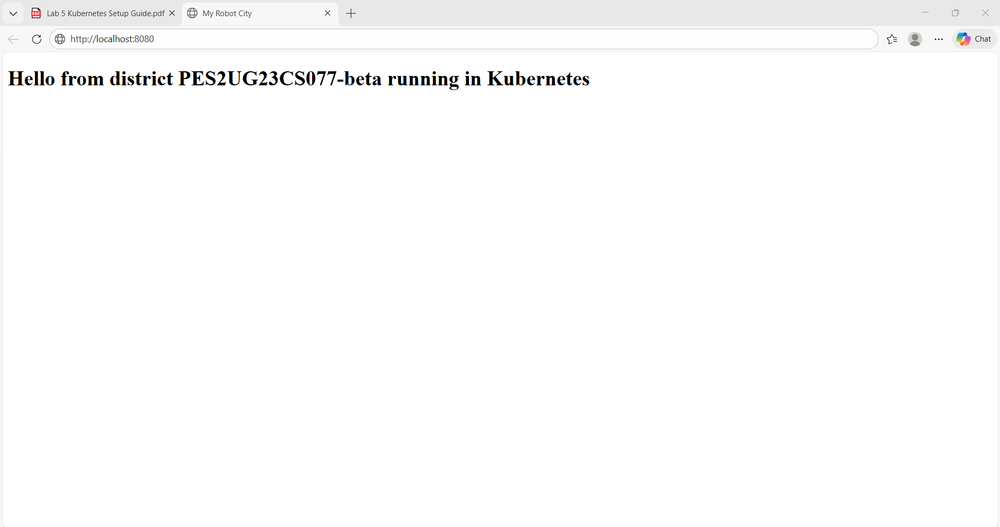 Lab 5 Kubernetes Setup Guide.pdf
My Robot City
http://localhost:8080
Chat
Hello from district PES2UG23CS077-beta running in Kubernetes